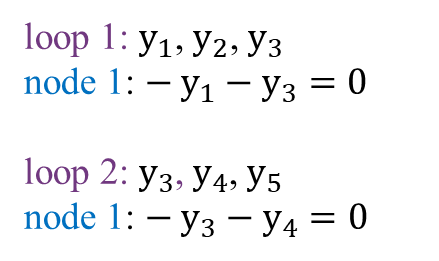 loop 1: y₁, y₂, y₃
node 1: − y₁ − y₃ = 0
loop 2: y₃, y₄, y₅
node 1: − y₃ − y₄ = 0